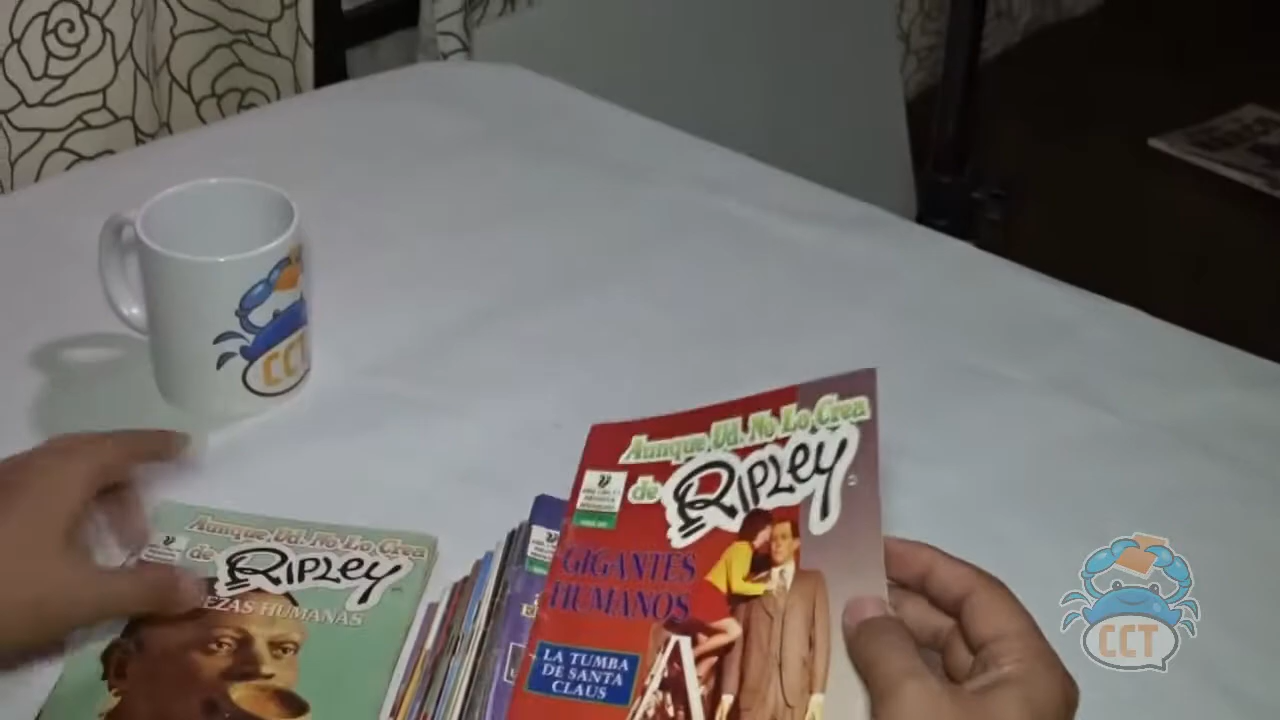 CCT
Aunque Ud. No Lo Crea
de RIPLEY
GIGANTES
HUMANOS
LA TUMBA
DE SANTA
CLAUS
Aunque Ud. No Lo Crea
de RIPLEY
EZAS HUMANAS
CCT